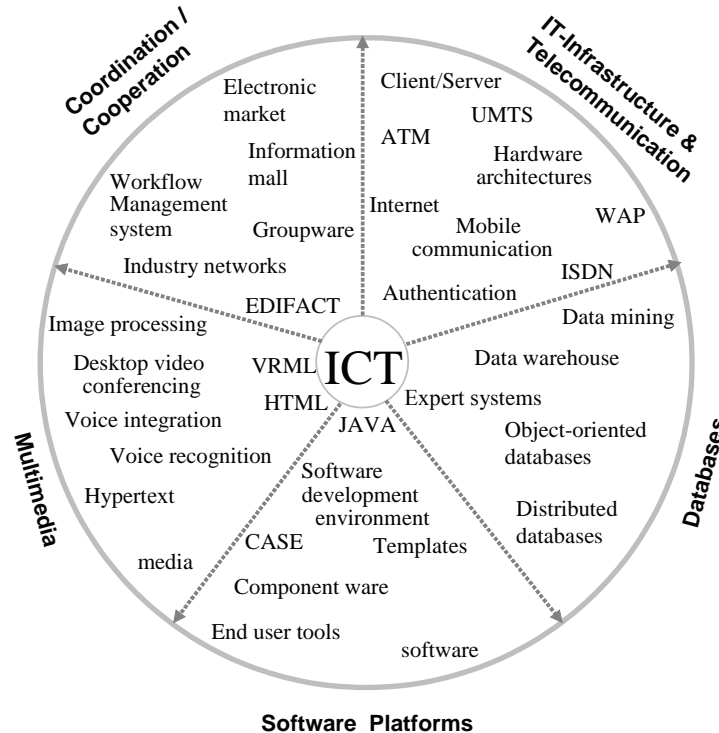 Coordination /
Cooperation
Electronic
market
Information
mall
Workflow
Management
system
Groupware
Industry networks
EDIFACT
IT-Infrastructure &
Telecommunication
Client/Server
UMTS
ATM
Hardware
architectures
Internet
WAP
Mobile
communication
ISDN
Authentication
ICT
Databases
Data mining
Data warehouse
Expert systems
Object-oriented
databases
Distributed
databases
Multimedia
Image processing
Desktop video
conferencing
VRML
HTML
Voice integration
Voice recognition
Hypertext
media
JAVA
Software
development
environment
CASE
Templates
Component ware
End user tools
software
Software Platforms